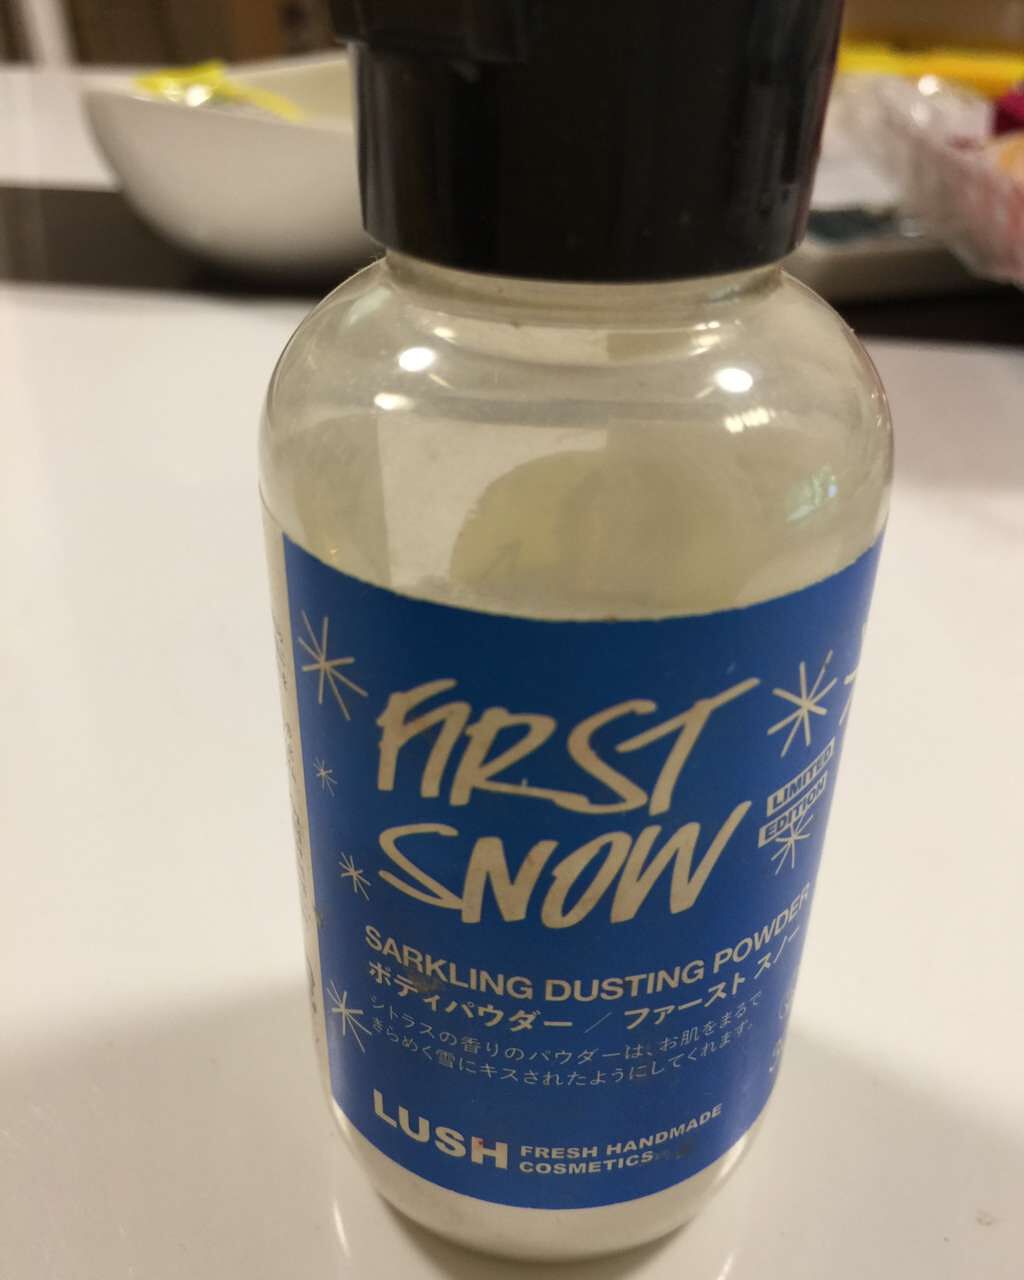 FIRST
SNOW
LIMITED
EDITION
SARKLING DUSTING POWDER
ボディパウダー / ファースト スノー
シトラスの香りのパウダーは、お肌をまるで
きらめく雪にキスされたようにしてくれます。
LUSH FRESH HANDMADE
COSMETICS